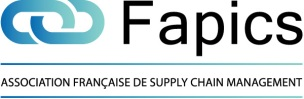 Fapics
ASSOCIATION FRANÇAISE DE SUPPLY CHAIN MANAGEMENT